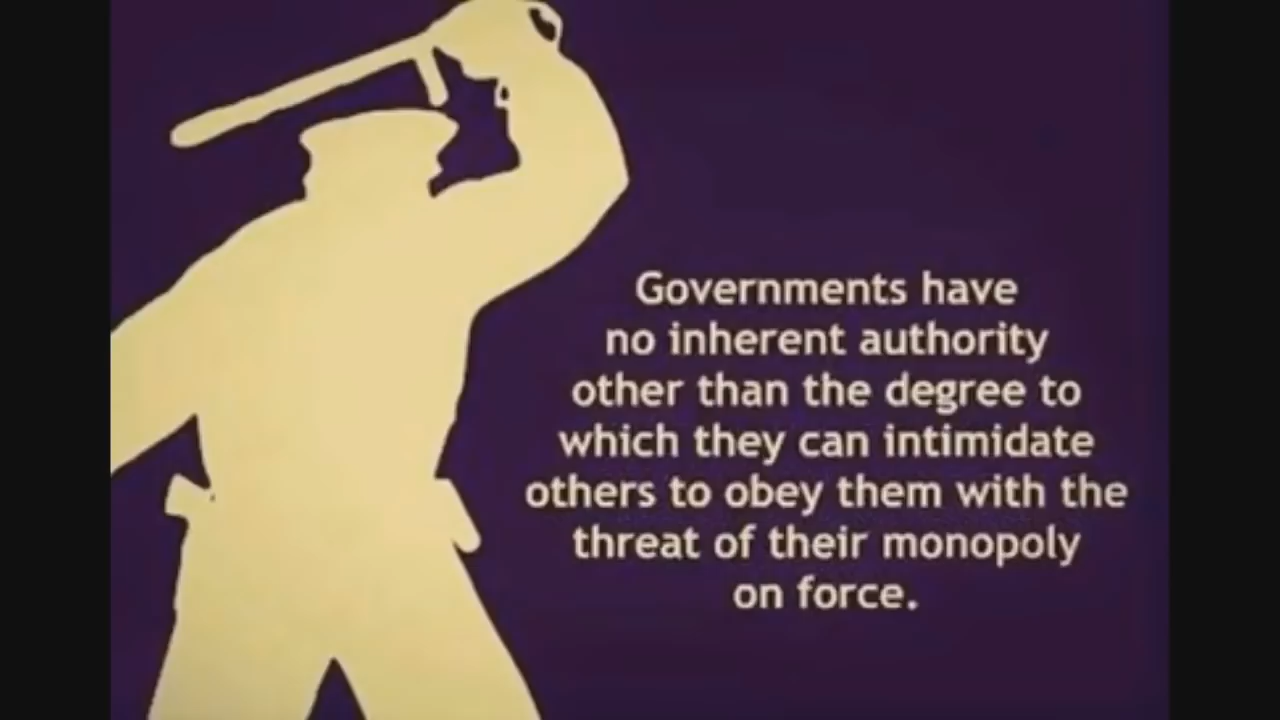 Governments have
no inherent authority
other than the degree to
which they can intimidate
others to obey them with the
threat of their monopoly
on force.